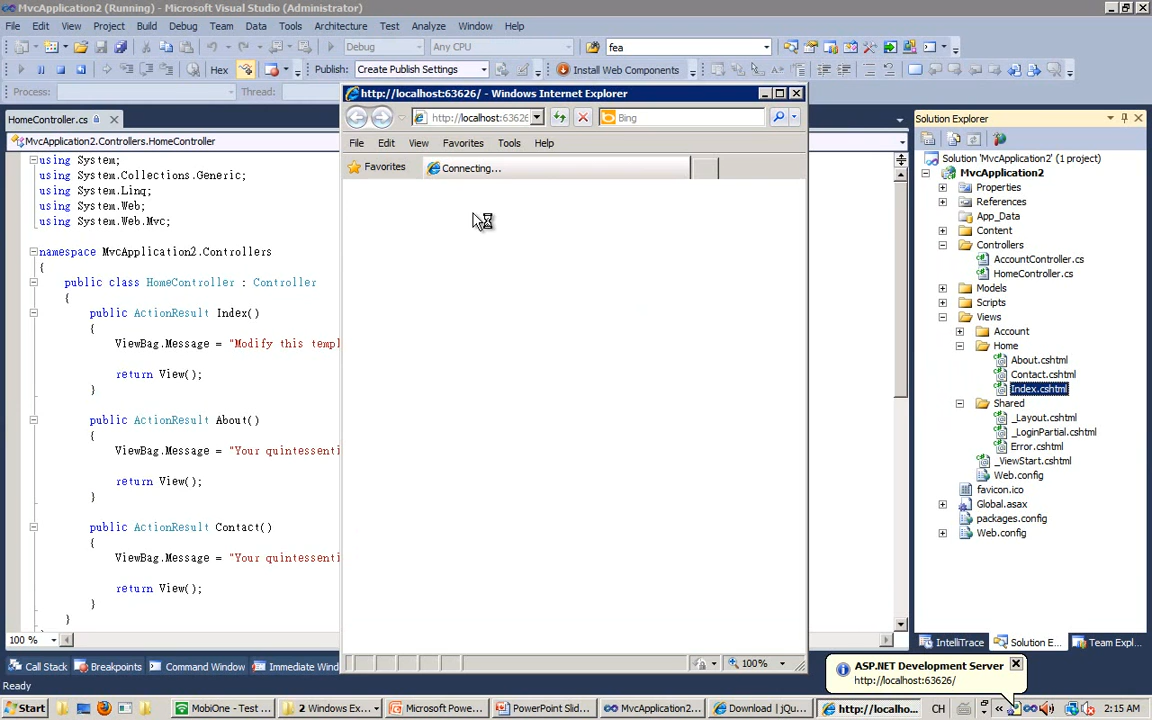 MvcApplication2 (Running) - Microsoft Visual Studio (Administrator)
File Edit View Project Build Debug Team Data Tools Architecture Test Analyze Window Help
Debug Any CPU fea
Hex Publish: Create Publish Settings Install Web Components
Process: Thread:
HomeController.cs
MvcApplication2.Controllers.HomeController
using System;
using System.Collections.Generic;
using System.Linq;
using System.Web;
using System.Web.Mvc;
namespace MvcApplication2.Controllers
{
public class HomeController : Controller
{
public ActionResult Index()
{
ViewBag.Message = "Modify this templ
return View();
}
public ActionResult About()
{
ViewBag.Message = "Your quintessenti
return View();
}
public ActionResult Contact()
{
ViewBag.Message = "Your quintessenti
return View();
}
}
100 %
http://localhost:63626/ - Windows Internet Explorer
http://localhost:63626 Bing
File Edit View Favorites Tools Help
Favorites Connecting...
100%
Solution Explorer
Solution 'MvcApplication2' (1 project)
MvcApplication2
Properties
References
App_Data
Content
Controllers
AccountController.cs
HomeController.cs
Models
Scripts
Views
Account
Home
About.cshtml
Contact.cshtml
Index.cshtml
Shared
_Layout.cshtml
_LoginPartial.cshtml
Error.cshtml
_ViewStart.cshtml
Web.config
favicon.ico
Global.asax
packages.config
Web.config
IntelliTrace Solution E... Team Expl...
Call Stack Breakpoints Command Window Immediate Wind
ASP.NET Development Server
http://localhost:63626/
Ready
Start MobiOne - Test ... 2 Windows Ex... Microsoft Powe... PowerPoint Slid... MvcApplication2... Download | jQu... http://localho... CH 2:15 AM